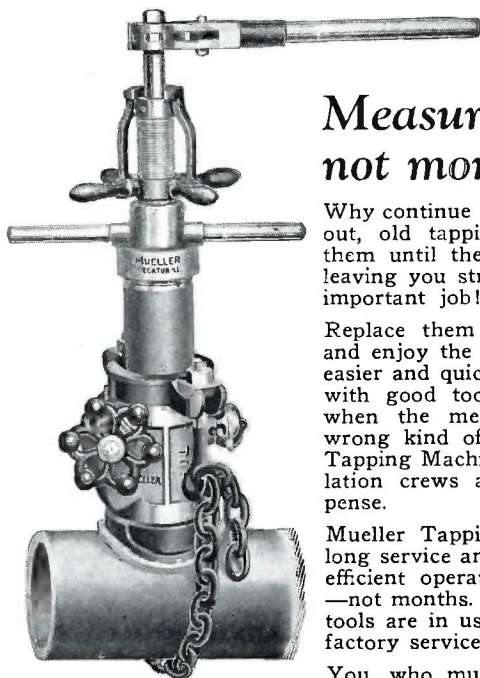 MUELLER
DECATUR ILL.
Measur
not mor
Why continue
out, old tappi
them until the
leaving you str
important job!
Replace them
and enjoy the
easier and quic
with good too
when the me
wrong kind of
Tapping Machi
lation crews a
pense.
Mueller Tappi
long service an
efficient operat
—not months.
tools are in us
factory service
You, who mu